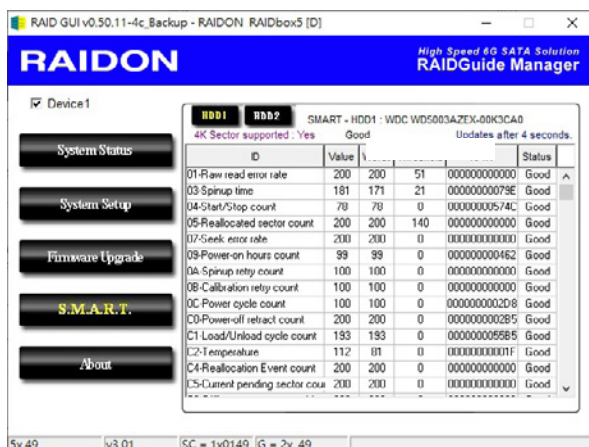 RAID GUI v0.50.11-4c_Backup - RAIDON RAIDbox5 [D]
RAIDON
High Speed 6G SATA Solution
RAIDGuide Manager
Device1
System Status
System Setup
Firmware Upgrade
S.M.A.R.T.
About
HDD1 HDD2 SMART - HDD1 : WDC WD5003AZEX-00K3CA0
4K Sector supported : Yes Good Updates after 4 seconds.
ID Value Status
01-Raw read error rate 200 200 51 000000000000 Good
03-Spinup time 181 171 21 00000000079E Good
04-Start/Stop count 78 78 0 00000000574C Good
05-Reallocated sector count 200 200 140 000000000000 Good
07-Seek error rate 200 200 0 000000000000 Good
09-Power-on hours count 99 99 0 000000000462 Good
0A-Spinup retry count 100 100 0 000000000000 Good
0B-Calibration retry count 100 100 0 000000000000 Good
0C-Power cycle count 100 100 0 0000000002D8 Good
C0-Power-off retract count 200 200 0 0000000002B5 Good
C1-Load/Unload cycle count 193 193 0 0000000055B5 Good
C2-Temperature 112 81 0 00000000001F Good
C4-Reallocation Event count 200 200 0 000000000000 Good
C5-Current pending sector cou 200 200 0 000000000000 Good
5v.49 v3.01 SC = 1v0149 G = 2v.49